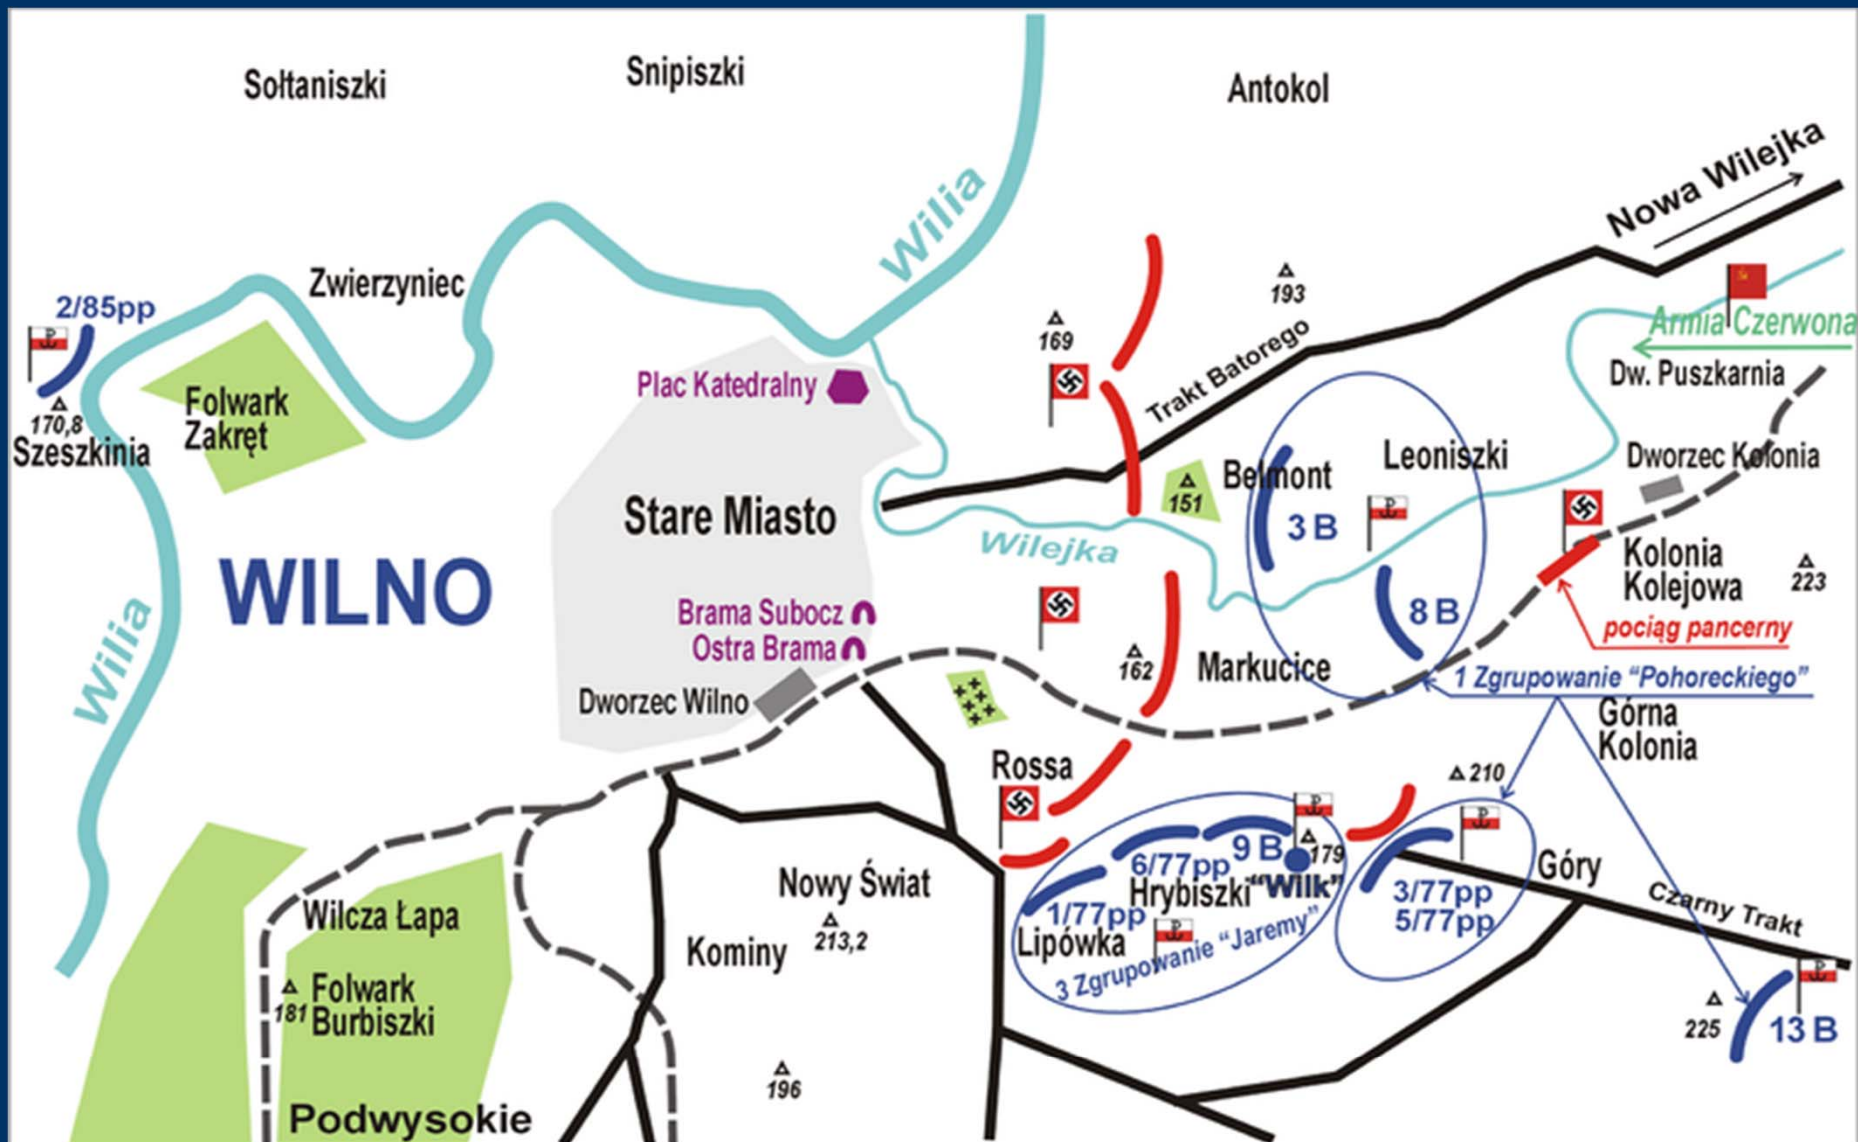 Sołtaniszki
Snipiszki
Antokol
Nowa Wilejka
Wilia
Zwierzyniec
2/85pp
193
169
Trakt Batorego
Armia Czerwona
Dw. Puszkarnia
Plac Katedralny
Folwark
Zakręt
170,8
Szeszkinia
Belmont
Leoniszki
Dworzec Kolonia
151
Stare Miasto
3 B
Wilejka
WILNO
Kolonia
Kolejowa
223
Brama Subocz
Ostra Brama
8 B
pociąg pancerny
Wilia
162
Markucice
1 Zgrupowanie "Pohoreckiego"
Dworzec Wilno
Górna
Kolonia
Rossa
210
9 B
179
6/77pp
Hrybiszki
"Wilk"
Góry
Nowy Świat
3/77pp
5/77pp
Czarny Trakt
1/77pp
Wilcza Łapa
213,2
Kominy
Lipówka
3 Zgrupowanie "Jaremy"
181
Folwark
Burbiszki
225
13 B
196
Podwysokie